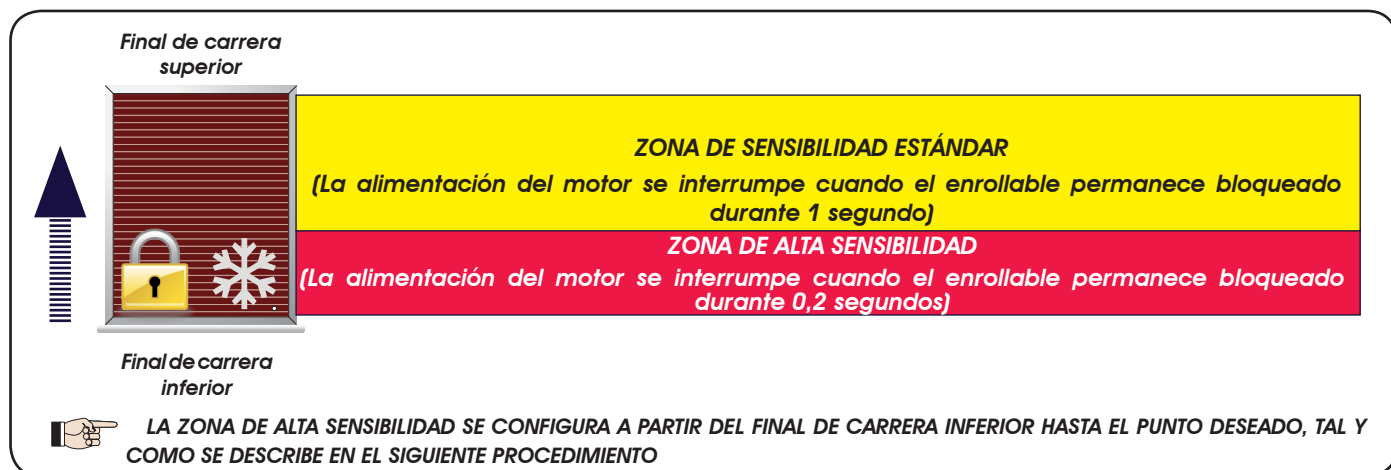 Final de carrera
superior
ZONA DE SENSIBILIDAD ESTÁNDAR
(La alimentación del motor se interrumpe cuando el enrollable permanece bloqueado
durante 1 segundo)
ZONA DE ALTA SENSIBILIDAD
(La alimentación del motor se interrumpe cuando el enrollable permanece bloqueado
durante 0,2 segundos)
Final de carrera
inferior
LA ZONA DE ALTA SENSIBILIDAD SE CONFIGURA A PARTIR DEL FINAL DE CARRERA INFERIOR HASTA EL PUNTO DESEADO, TAL Y
COMO SE DESCRIBE EN EL SIGUIENTE PROCEDIMIENTO